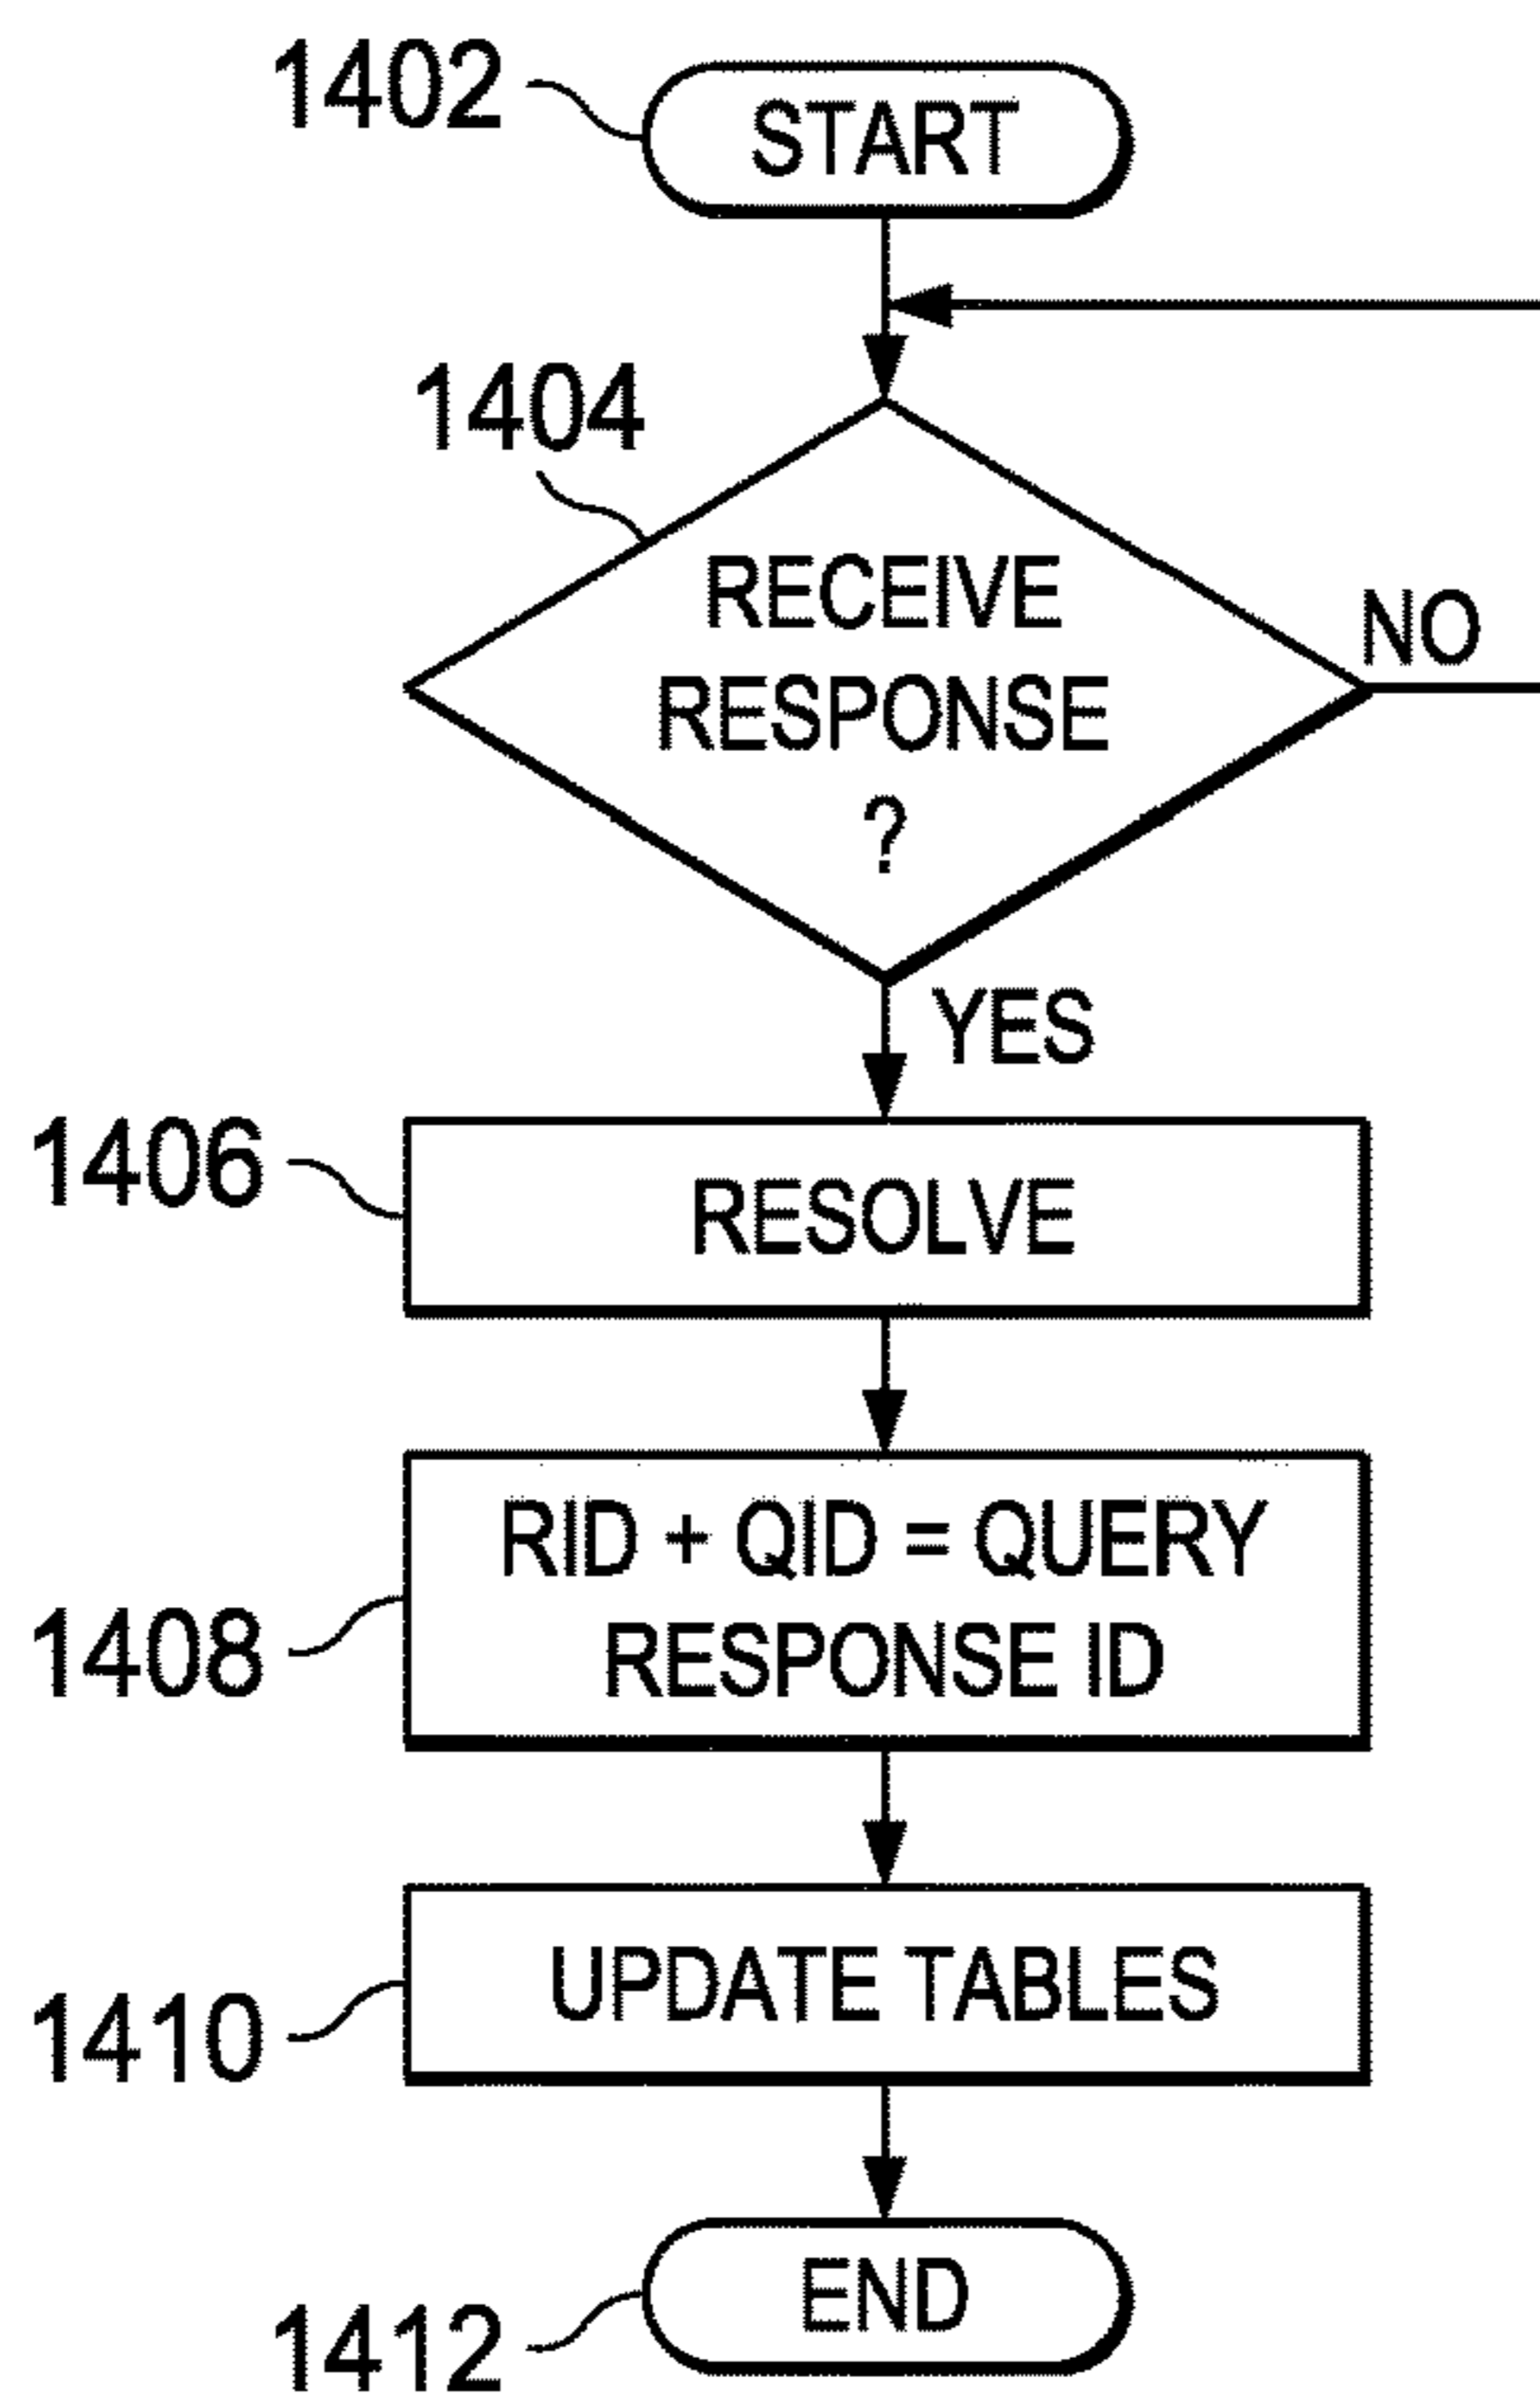 1402
START
1404
RECEIVE
RESPONSE
?
NO
YES
1406
RESOLVE
RID + QID = QUERY
RESPONSE ID
1408
UPDATE TABLES
1410
END
1412